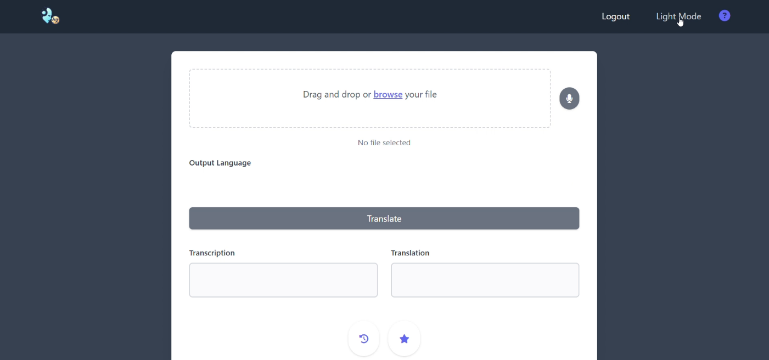 Logout
Light Mode
?
Drag and drop or browse your file
No file selected
Output Language
Translate
Transcription
Translation